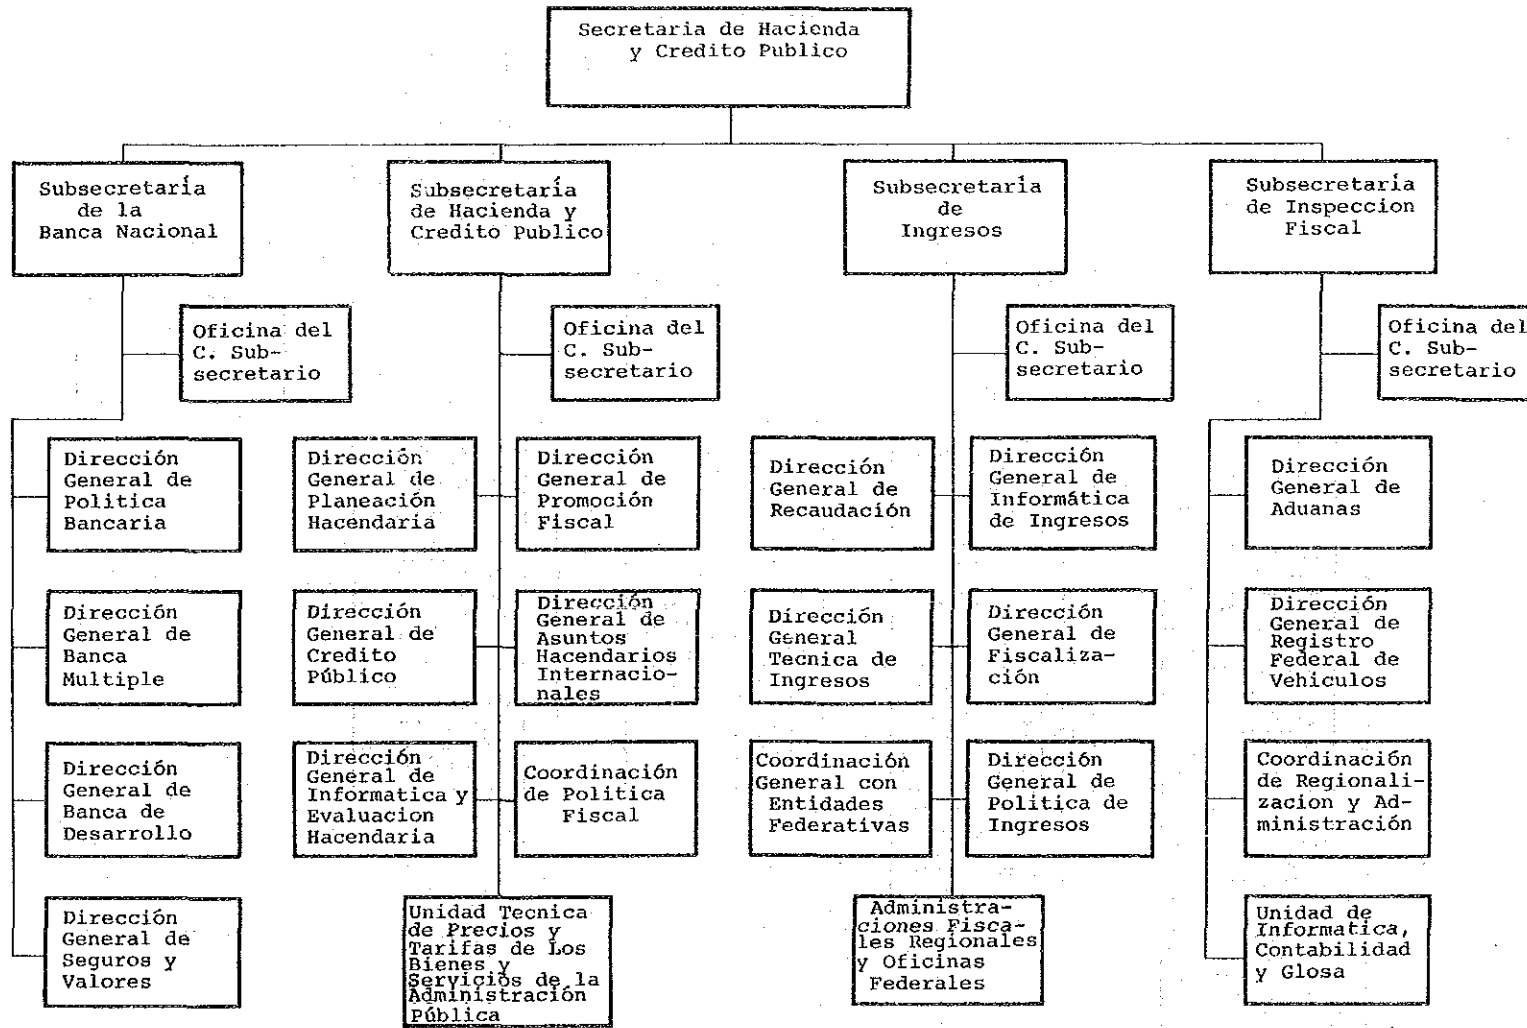 Secretaria de Hacienda
y Credito Publico
Subsecretaría
de la
Banca Nacional
Subsecretaría
de Hacienda y
Credito Publico
Subsecretaría
de
Ingresos
Subsecretaría
de Inspeccion
Fiscal
Oficina del
C. Sub-
secretario
Oficina del
C. Sub-
secretario
Oficina del
C. Sub-
secretario
Oficina del
C. Sub-
secretario
Dirección
General de
Politica
Bancaria
Dirección
General de
Planeación
Hacendaria
Dirección
General de
Promoción
Fiscal
Dirección
General de
Recaudación
Dirección
General de
Informática
de Ingresos
Dirección
General de
Aduanas
Dirección
General de
Banca
Multiple
Dirección
General de
Credito
Público
Dirección
General de
Asuntos
Hacendarios
Internacio-
nales
Dirección
General
Tecnica de
Ingresos
Dirección
General de
Fiscaliza-
ción
Dirección
General de
Registro
Federal de
Vehiculos
Dirección
General de
Banca de
Desarrollo
Dirección
General de
Informatica y
Evaluacion
Hacendaria
Coordinación
de Politica
Fiscal
Coordinación
General con
Entidades
Federativas
Dirección
General de
Politica de
Ingresos
Coordinación
de Regionali-
zacion y Ad-
ministración
Dirección
General de
Seguros y
Valores
Unidad Tecnica
de Precios y
Tarifas de Los
Bienes y
Servicios de la
Administración
Pública
Administra-
ciones Fisca-
les Regionales
y Oficinas
Federales
Unidad de
Informatica,
Contabilidad
y Glosa